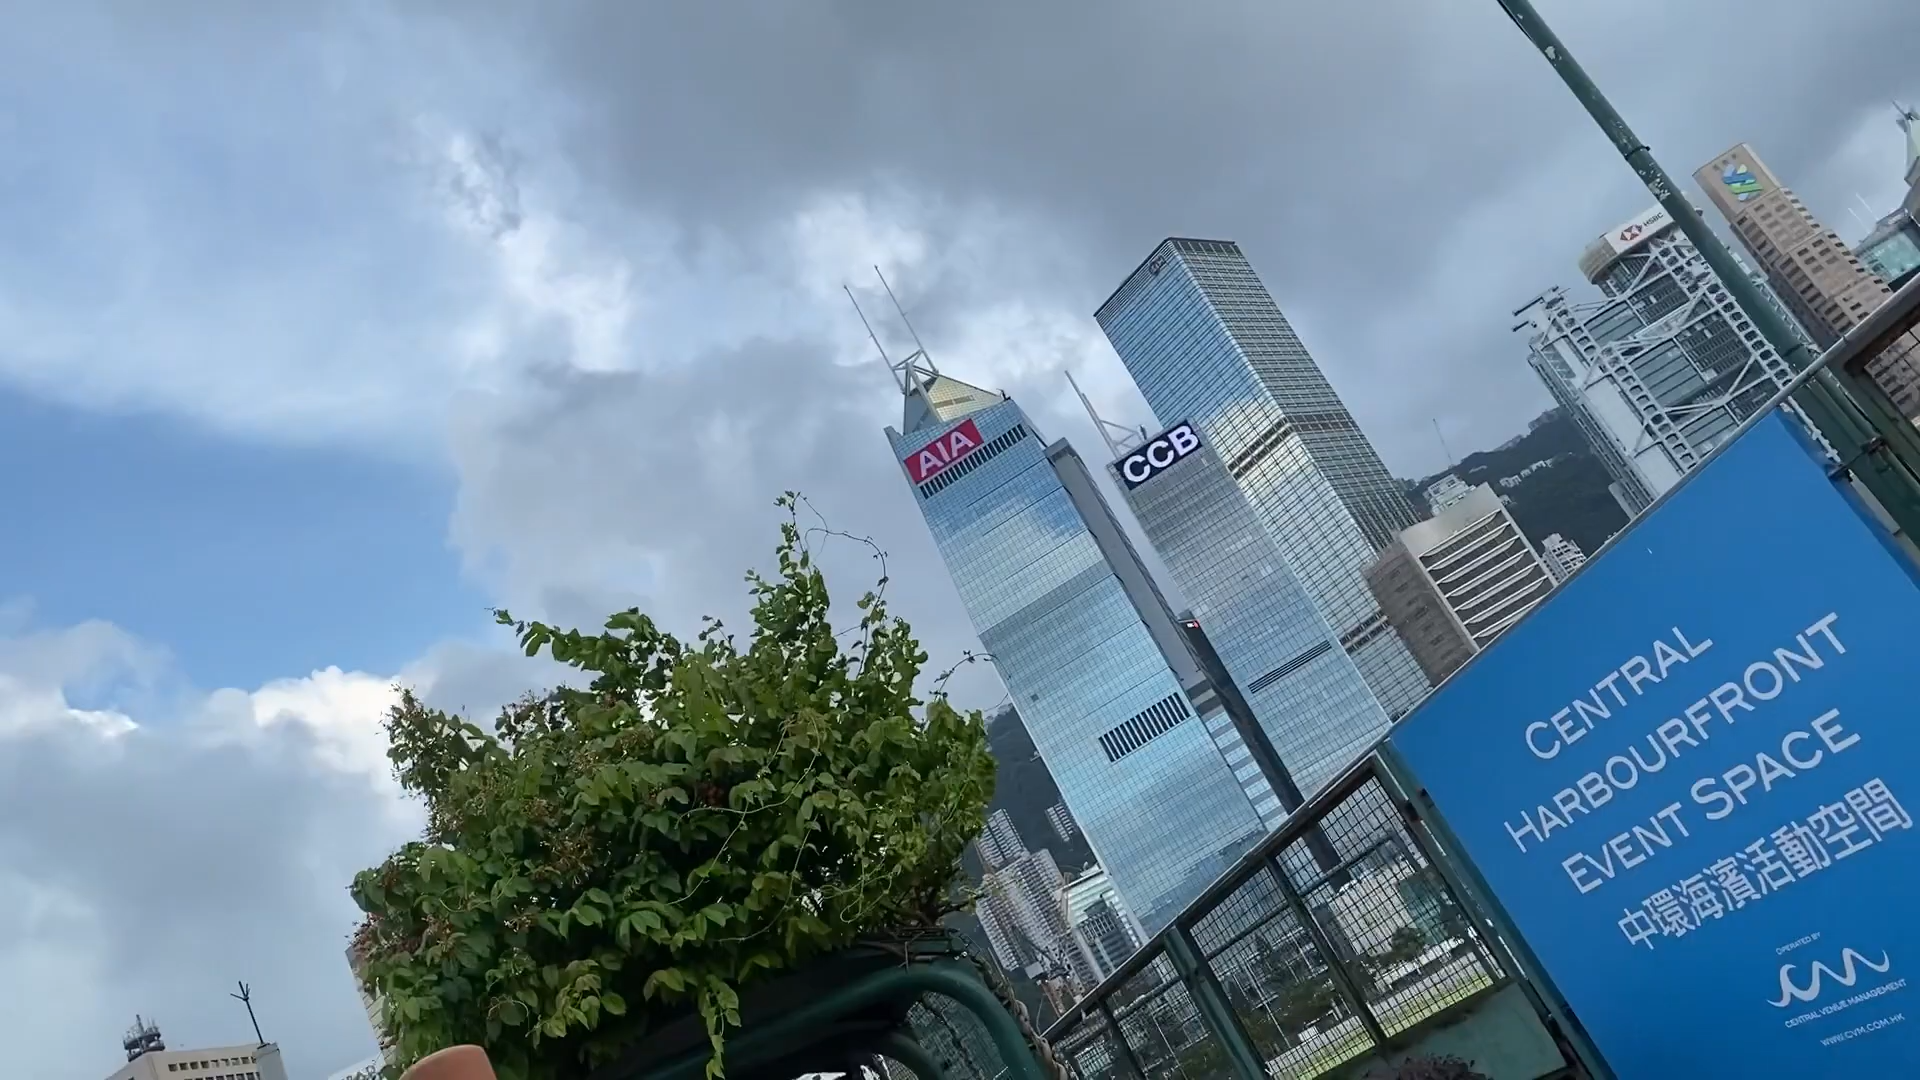 AIA
CCB
HSBC
CENTRAL
HARBOURFRONT
EVENT SPACE
中環海濱活動空間
OPERATED BY
CVM
CENTRAL VENUE MANAGEMENT
WWW.CVM.COM.HK